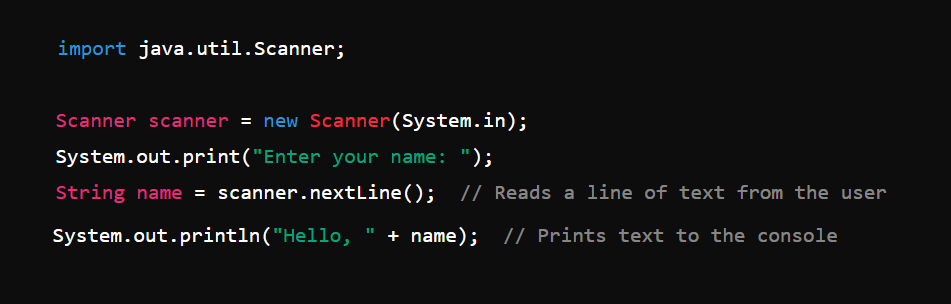 import java.util.Scanner;
Scanner scanner = new Scanner(System.in);
System.out.print("Enter your name: ");
String name = scanner.nextLine();  // Reads a line of text from the user
System.out.println("Hello, " + name);  // Prints text to the console